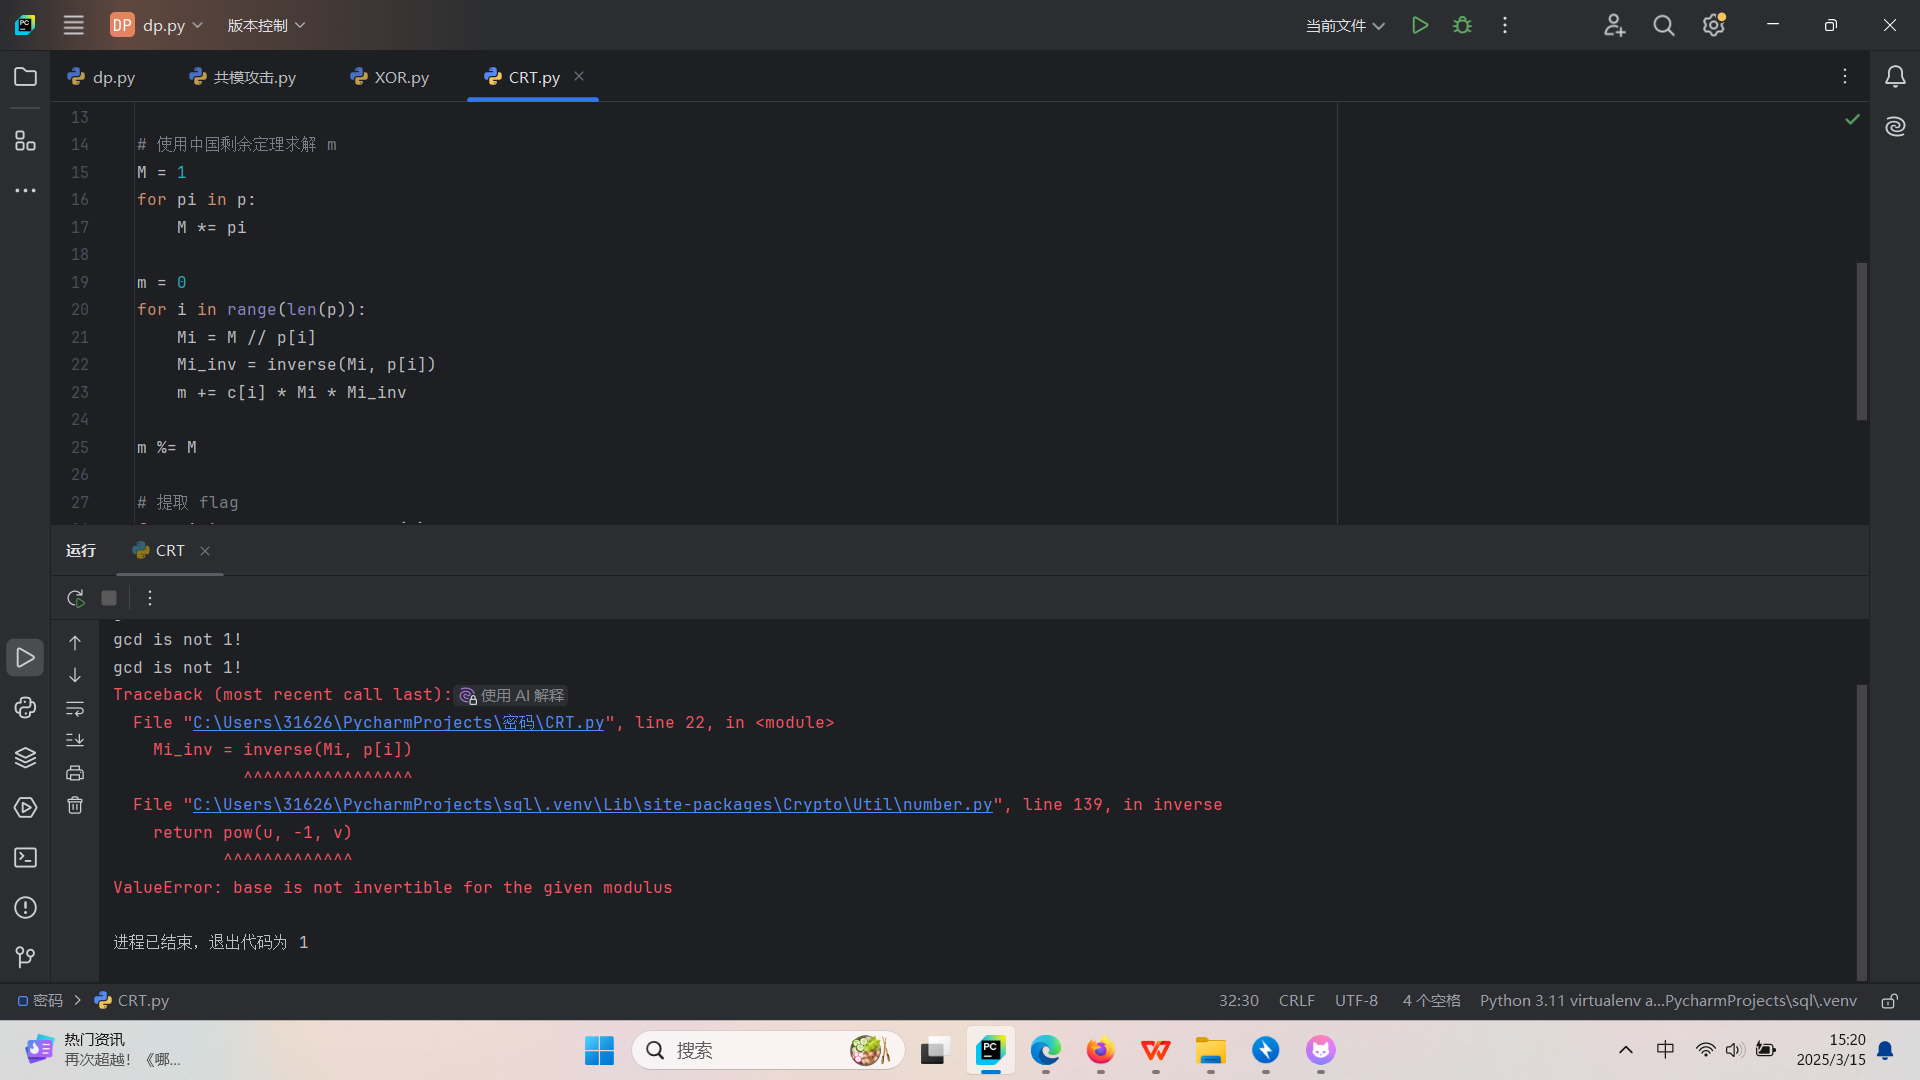 DP dp.py 版本控制 当前文件
dp.py 共模攻击.py XOR.py CRT.py
13
14 # 使用中国剩余定理求解 m
15 M = 1
16 for pi in p:
17 M *= pi
18
19 m = 0
20 for i in range(len(p)):
21 Mi = M // p[i]
22 Mi_inv = inverse(Mi, p[i])
23 m += c[i] * Mi * Mi_inv
24
25 m %= M
26
27 # 提取 flag
运行 CRT
gcd is not 1!
gcd is not 1!
Traceback (most recent call last): 使用 AI 解释
File "C:\Users\31626\PycharmProjects\密码\CRT.py", line 22, in <module>
Mi_inv = inverse(Mi, p[i])
^^^^^^^^^^^^^^^^^
File "C:\Users\31626\PycharmProjects\sql\.venv\Lib\site-packages\Crypto\Util\number.py", line 139, in inverse
return pow(u, -1, v)
^^^^^^^^^^^^^
ValueError: base is not invertible for the given modulus
进程已结束，退出代码为 1
密码 CRT.py 32:30 CRLF UTF-8 4 个空格 Python 3.11 virtualenv a...PycharmProjects\sql\.venv
热门资讯
再次超越！《哪...
搜索
中
15:20
2025/3/15